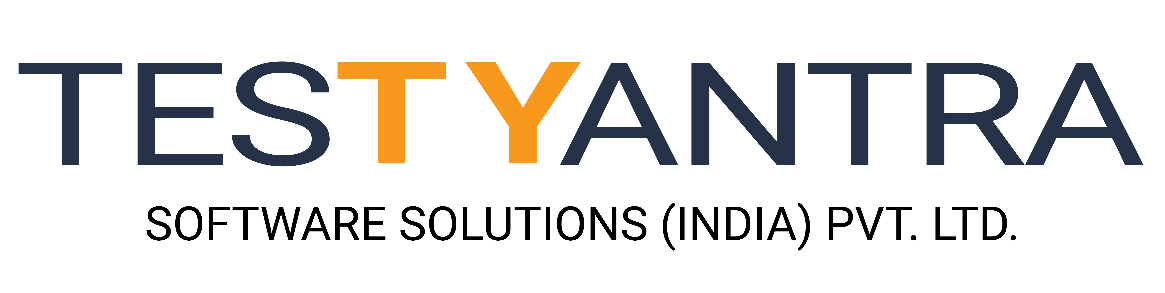 TESTYANTRA
SOFTWARE SOLUTIONS (INDIA) PVT. LTD.